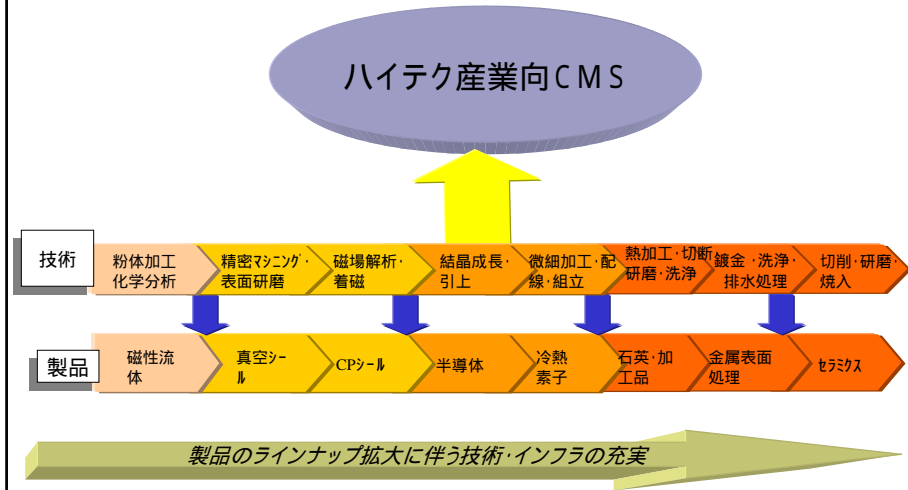 ハイテク産業向CMS
技術
粉体加工
化学分析
精密ﾏｼﾆﾝｸﾞ・
表面研磨
磁場解析・
着磁
結晶成長・
引上
微細加工・配
線・組立
熱加工・切断
研磨・洗浄
鍍金・洗浄・
排水処理
切削・研磨・
焼入
製品
磁性流
体
真空ｼｰ
ﾙ
CPｼｰﾙ
半導体
冷熱
素子
石英・加
工品
金属表面
処理
ｾﾗﾐｸｽ
製品のラインナップ拡大に伴う技術・インフラの充実